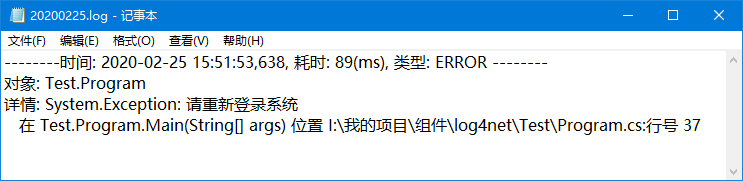 20200225.log - 记事本
文件(F) 编辑(E) 格式(O) 查看(V) 帮助(H)
--------时间: 2020-02-25 15:51:53,638, 耗时: 89(ms), 类型: ERROR --------
对象: Test.Program
详情: System.Exception: 请重新登录系统
   在 Test.Program.Main(String[] args) 位置 I:\我的项目\组件\log4net\Test\Program.cs:行号 37